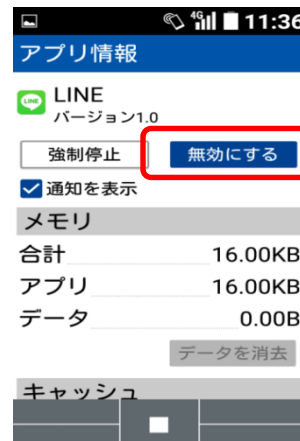 4G 11:36
アプリ情報
LINE
LINE
バージョン1.0
強制停止 無効にする
通知を表示
メモリ
合計 16.00KB
アプリ 16.00KB
データ 0.00B
データを消去
キャッシュ